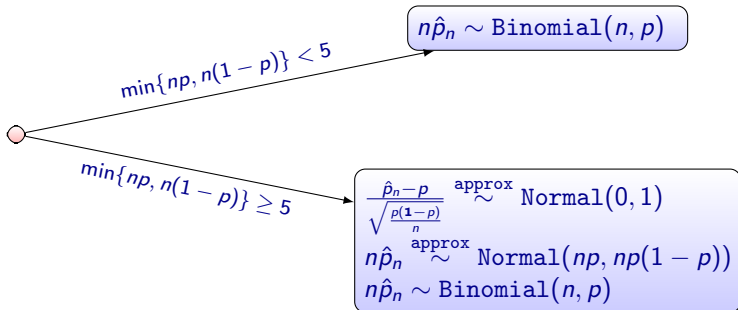 np̂ₙ ∼ Binomial(n, p)
min{np, n(1 − p)} < 5
min{np, n(1 − p)} ≥ 5
(p̂ₙ−p)/√(p(1−p)/n) approx∼ Normal(0, 1)
np̂ₙ approx∼ Normal(np, np(1 − p))
np̂ₙ ∼ Binomial(n, p)